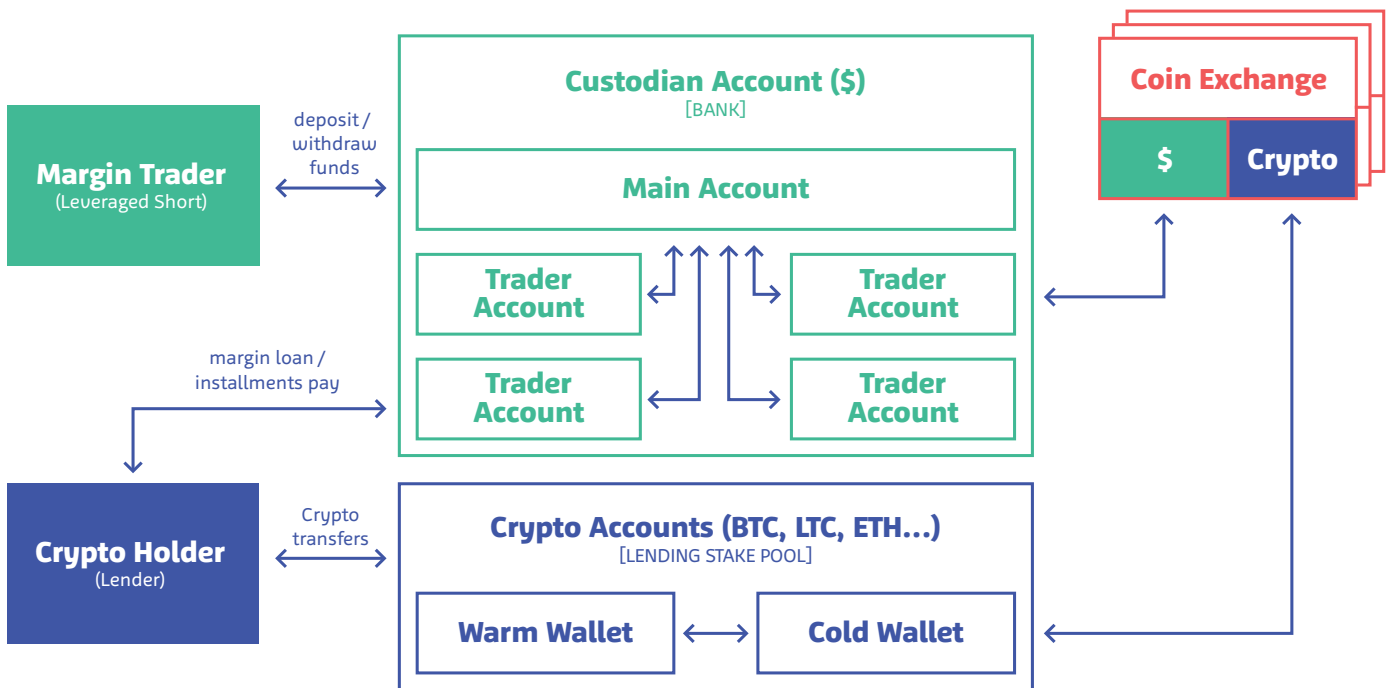 Custodian Account ($)
[BANK]
Coin Exchange
$
Crypto
deposit /
withdraw
funds
Margin Trader
(Leveraged Short)
Main Account
Trader
Account
Trader
Account
margin loan /
installments pay
Trader
Account
Trader
Account
Crypto Holder
(Lender)
Crypto
transfers
Crypto Accounts (BTC, LTC, ETH...)
[LENDING STAKE POOL]
Warm Wallet
Cold Wallet